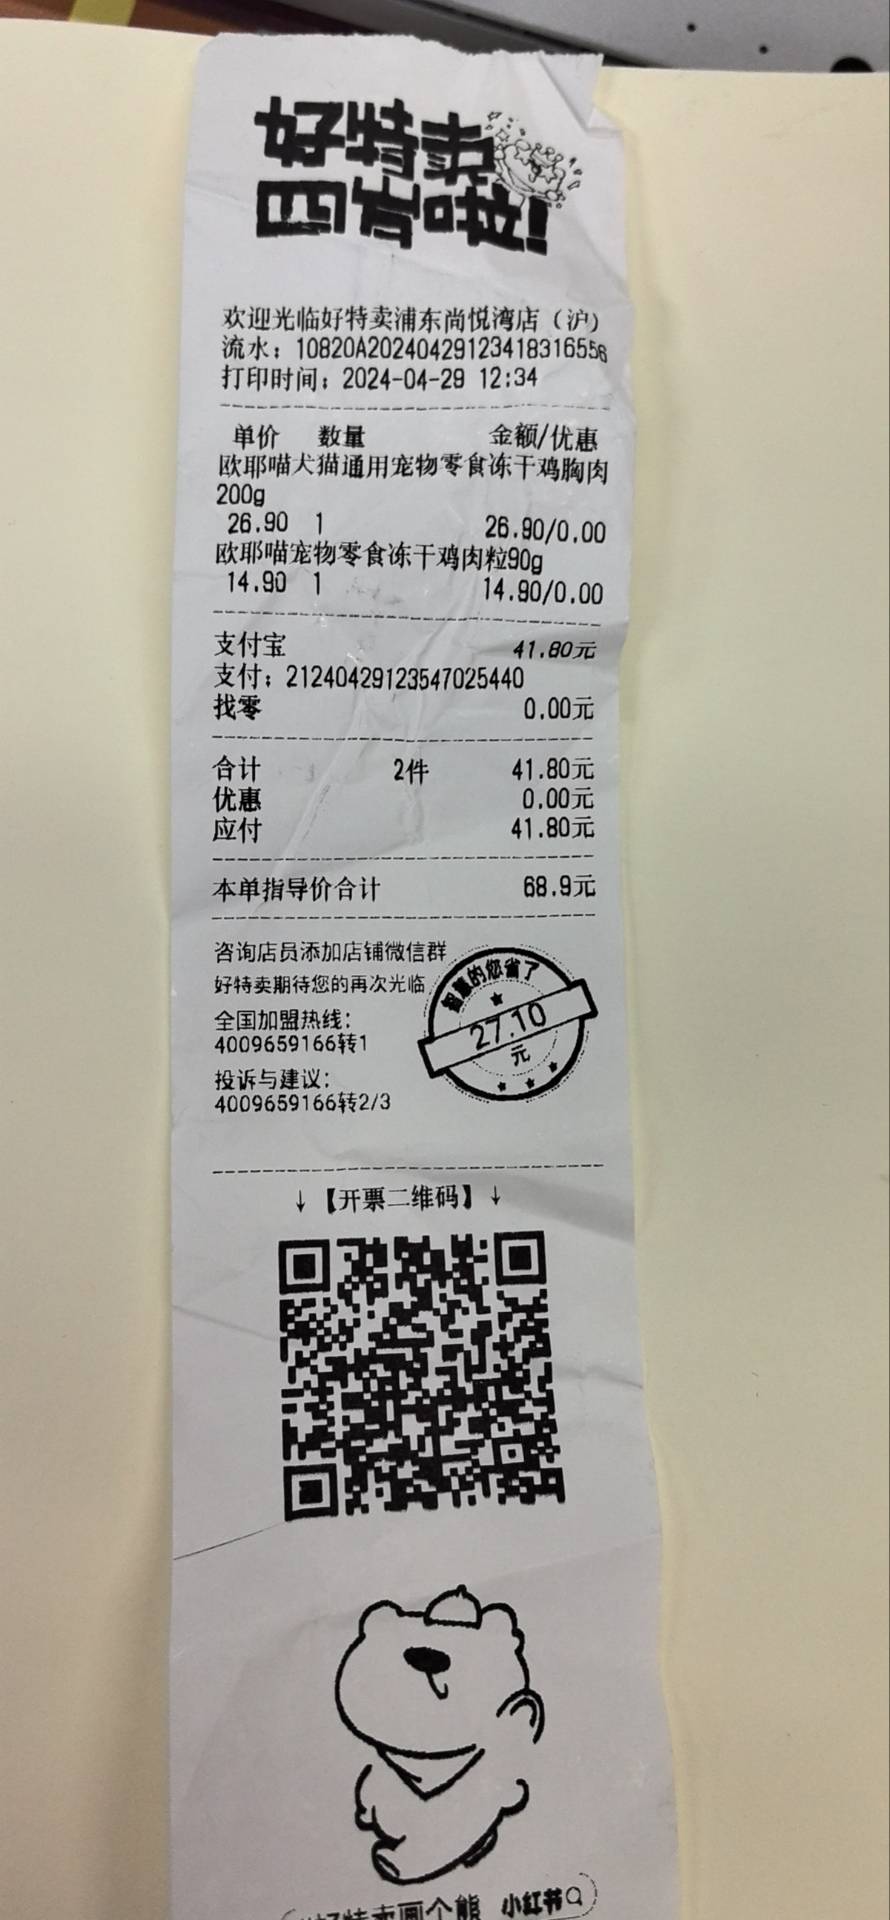 欢迎光临好特卖浦东尚悦湾店（沪）
流水：10820A20240429123418316556
打印时间：2024-04-29 12:34
单价 数量 金额/优惠
欧耶喵犬猫通用宠物零食冻干鸡胸肉
200g
26.90 1 26.90/0.00
欧耶喵宠物零食冻干鸡肉粒90g
14.90 1 14.90/0.00
支付宝 41.80元
支付：21240429123547025440
找零 0.00元
合计 2件 41.80元
优惠 0.00元
应付 41.80元
本单指导价合计 68.9元
咨询店员添加店铺微信群
好特卖期待您的再次光临
全国加盟热线：
4009659166转1
投诉与建议：
4009659166转2/3
智慧的您省了
27.10
元
↓【开票二维码】↓
好特卖画个熊 小红书